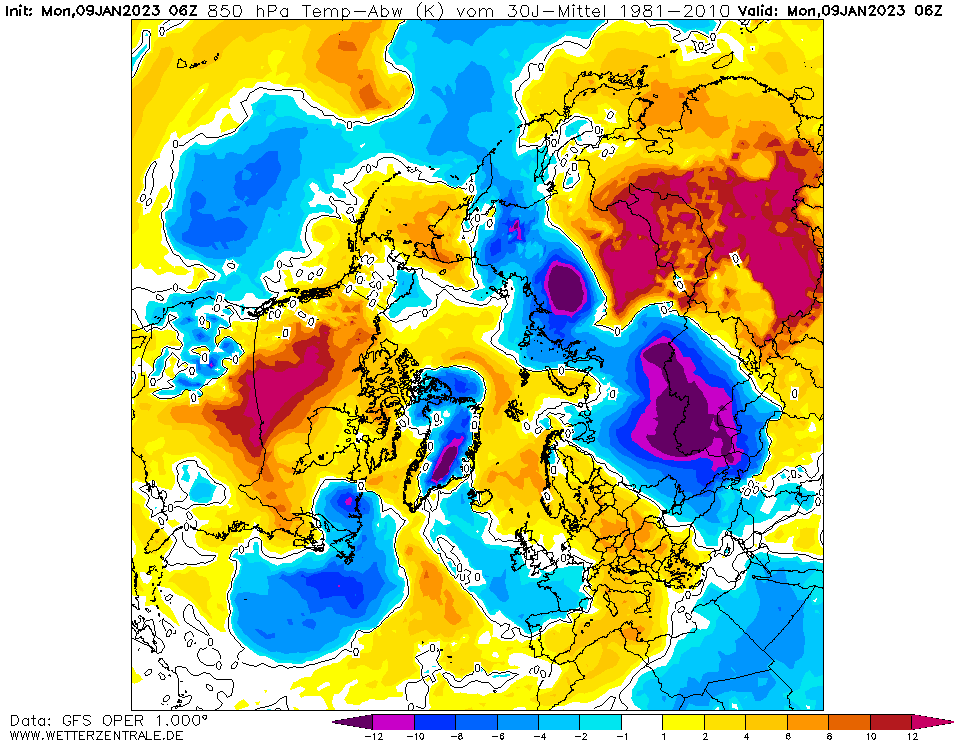 Init: Mon,09JAN2023 06Z 850 hPa Temp-Abw (K) vom 30J-Mittel 1981-2010 Valid: Mon,09JAN2023 06Z
Data: GFS OPER 1.000°
WWW.WETTERZENTRALE.DE
-12 -10 -8 -6 -4 -2 -1 1 2 4 6 8 10 12